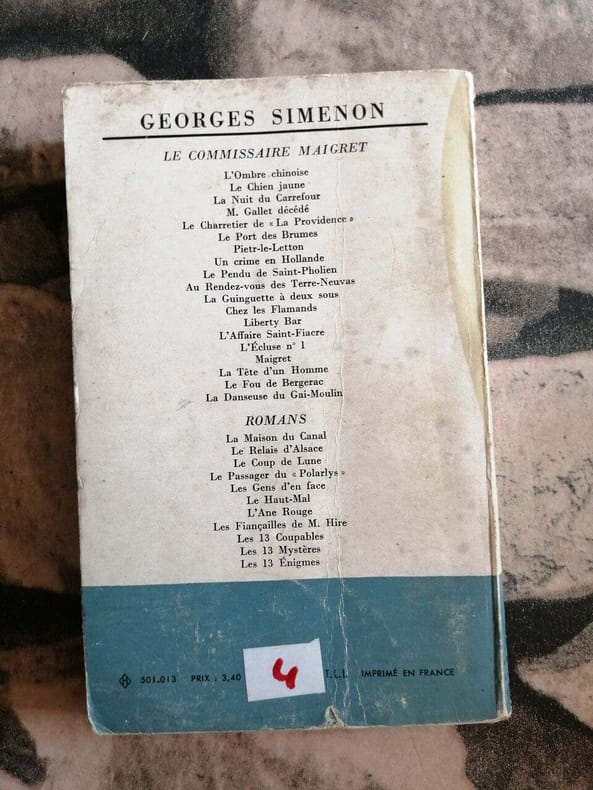 GEORGES SIMENON
LE COMMISSAIRE MAIGRET
L'Ombre chinoise
Le Chien jaune
La Nuit du Carrefour
M. Gallet décédé
Le Charretier de « La Providence »
Le Port des Brumes
Pietr-le-Letton
Un crime en Hollande
Le Pendu de Saint-Pholien
Au Rendez-vous des Terre-Neuvas
La Guinguette à deux sous
Chez les Flamands
Liberty Bar
L'Affaire Saint-Fiacre
L'Écluse n° 1
Maigret
La Tête d'un Homme
Le Fou de Bergerac
La Danseuse du Gai-Moulin
ROMANS
La Maison du Canal
Le Relais d'Alsace
Le Coup de Lune
Le Passager du « Polarlys »
Les Gens d'en face
Le Haut-Mal
L'Ane Rouge
Les Fiançailles de M. Hire
Les 13 Coupables
Les 13 Mystères
Les 13 Énigmes
501.013 PRIX : 3,40 4 T.L.I. IMPRIMÉ EN FRANCE